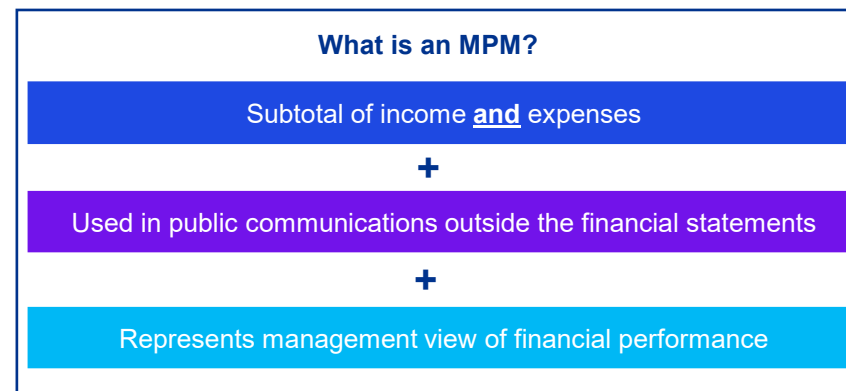 What is an MPM?
Subtotal of income and expenses
+
Used in public communications outside the financial statements
+
Represents management view of financial performance